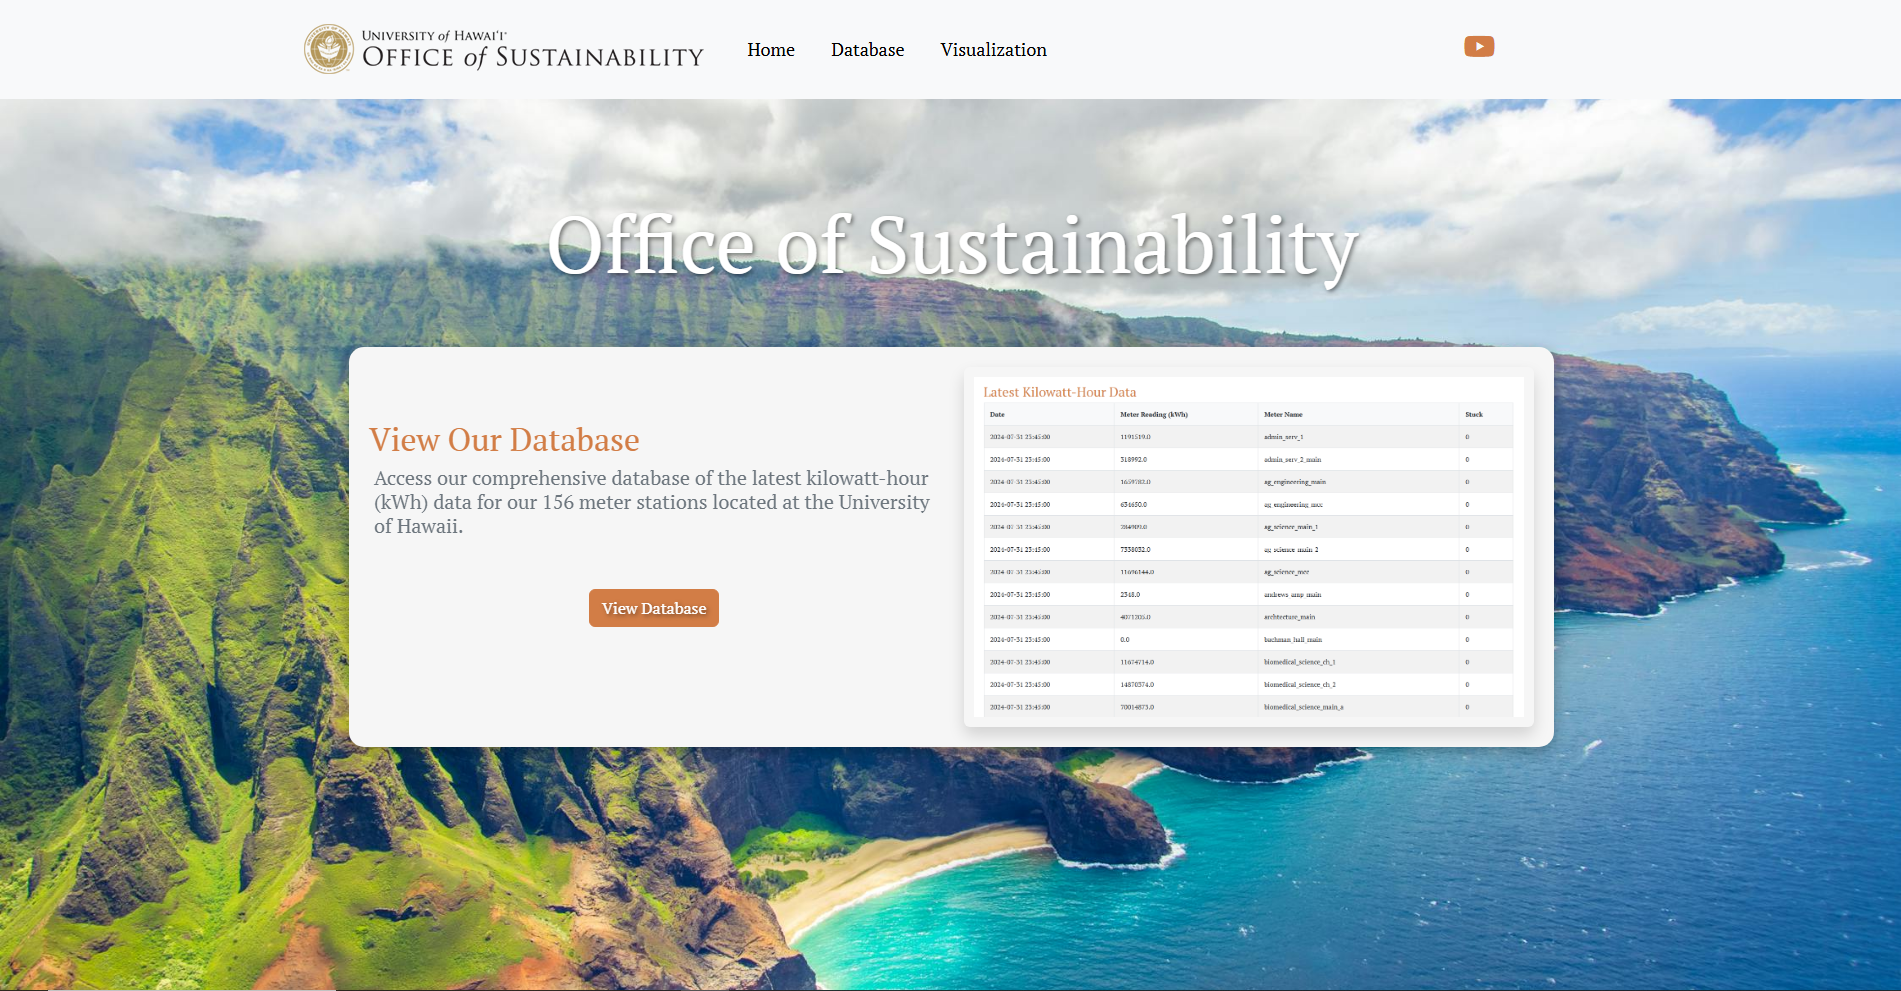 UNIVERSITY of HAWAI'I®
OFFICE of SUSTAINABILITY
Home Database Visualization
Office of Sustainability
View Our Database
Access our comprehensive database of the latest kilowatt-hour
(kWh) data for our 156 meter stations located at the University
of Hawaii.
View Database
Latest Kilowatt-Hour Data
Date Meter Reading (kWh) Meter Name Stuck
2024-07-31 23:45:00 1191519.0 admin_serv_1 0
2024-07-31 23:45:00 318992.0 admin_serv_2_main 0
2024-07-31 23:45:00 1659782.0 ag_engineering_main 0
2024-07-31 23:45:00 634650.0 ag_engineering_mcc 0
2024-07-31 23:45:00 284909.0 ag_science_main_1 0
2024-07-31 23:45:00 7338032.0 ag_science_main_2 0
2024-07-31 23:45:00 11696144.0 ag_science_mcc 0
2024-07-31 23:45:00 2348.0 andrews_amp_main 0
2024-07-31 23:45:00 4071205.0 architecture_main 0
2024-07-31 23:45:00 0.0 bachman_hall_main 0
2024-07-31 23:45:00 11674714.0 biomedical_science_ch_1 0
2024-07-31 23:45:00 14870374.0 biomedical_science_ch_2 0
2024-07-31 23:45:00 70014873.0 biomedical_science_main_a 0